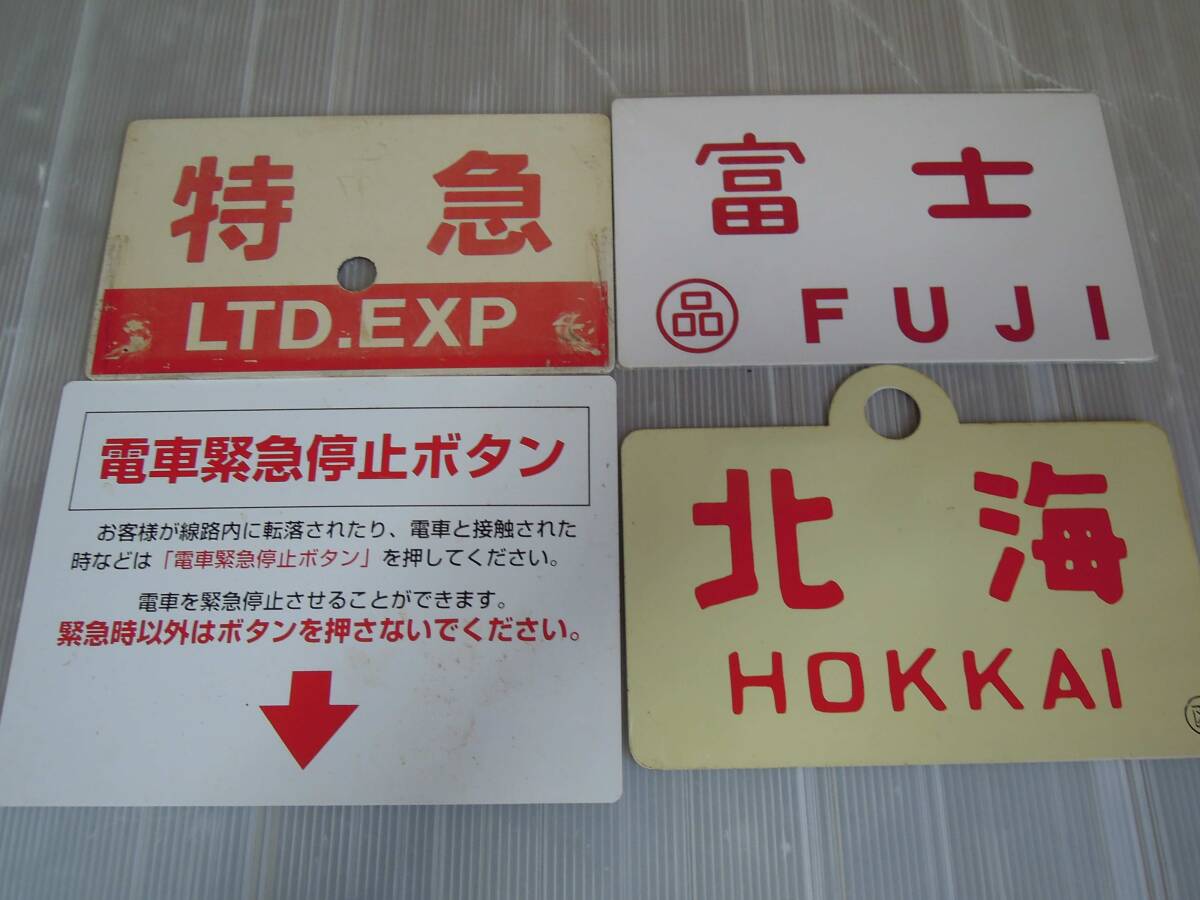 特急
LTD.EXP
富士
品 FUJI
電車緊急停止ボタン
お客様が線路内に転落されたり、電車と接触された
時などは「電車緊急停止ボタン」を押してください。
電車を緊急停止させることができます。
緊急時以外はボタンを押さないでください。
北海
HOKKAI